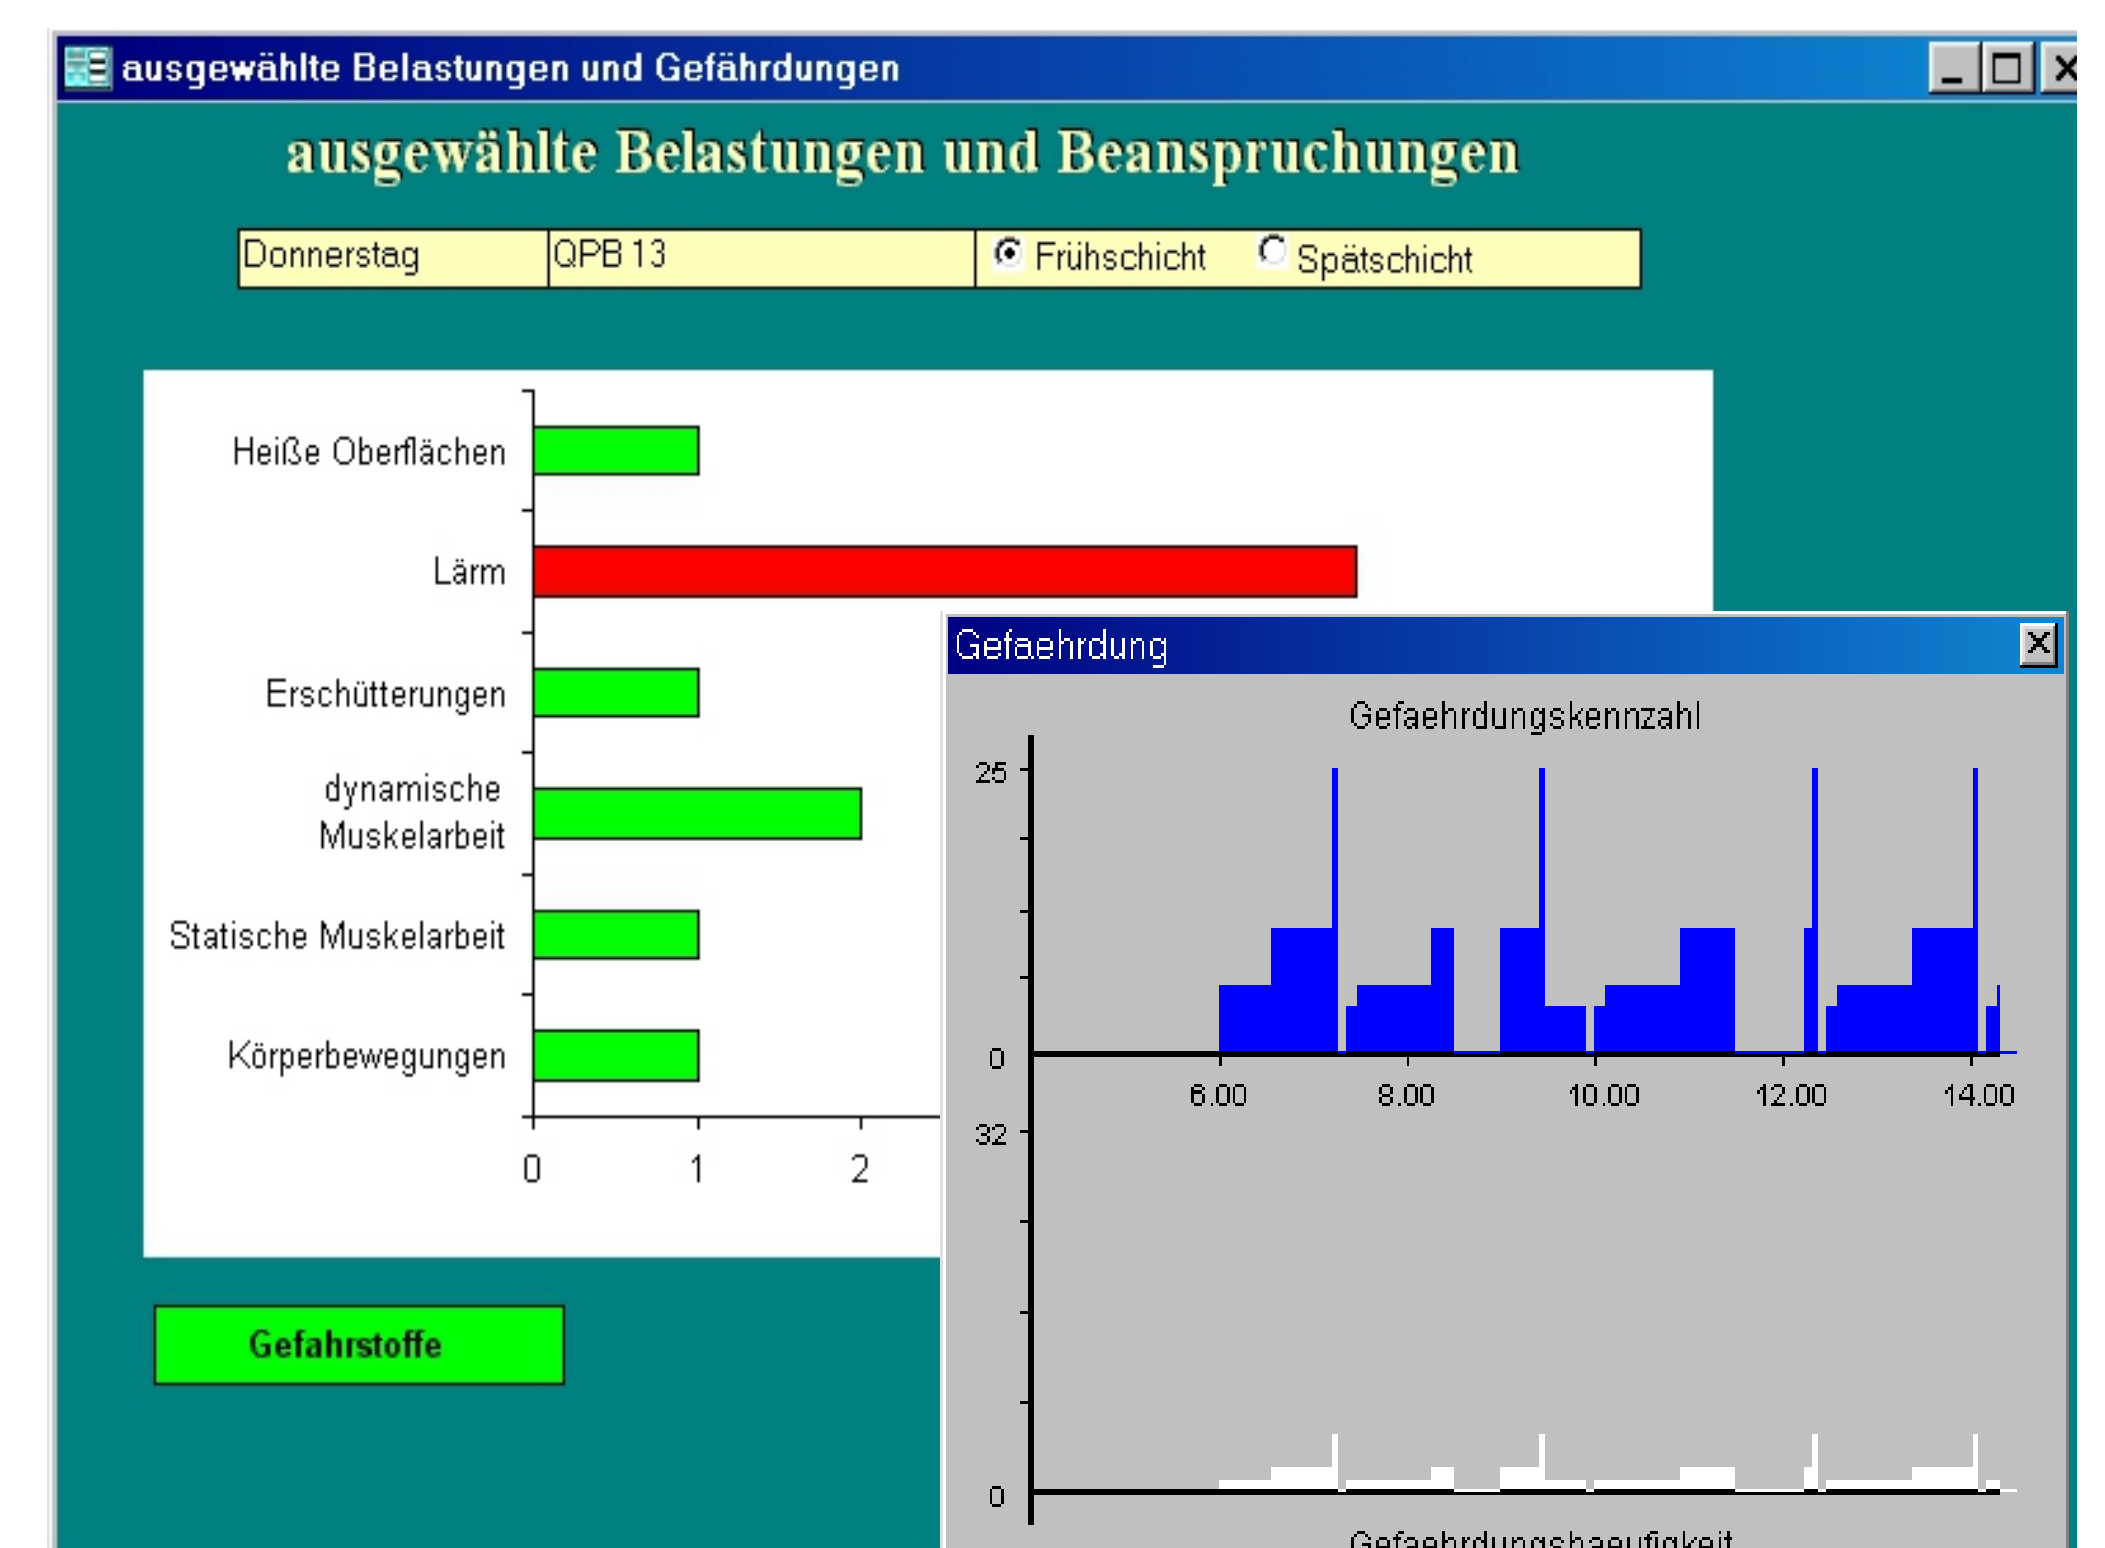 ausgewählte Belastungen und Gefährdungen
ausgewählte Belastungen und Beanspruchungen
Donnerstag QPB 13 Frühschicht Spätschicht
Heiße Oberflächen
Lärm
Erschütterungen
dynamische
Muskelarbeit
Statische Muskelarbeit
Körperbewegungen
0 1 2
Gefahrstoffe
Gefaehrdung
Gefaehrdungskennzahl
25
0
6.00 8.00 10.00 12.00 14.00
32
0
Gefaehrdungshaeufigkeit